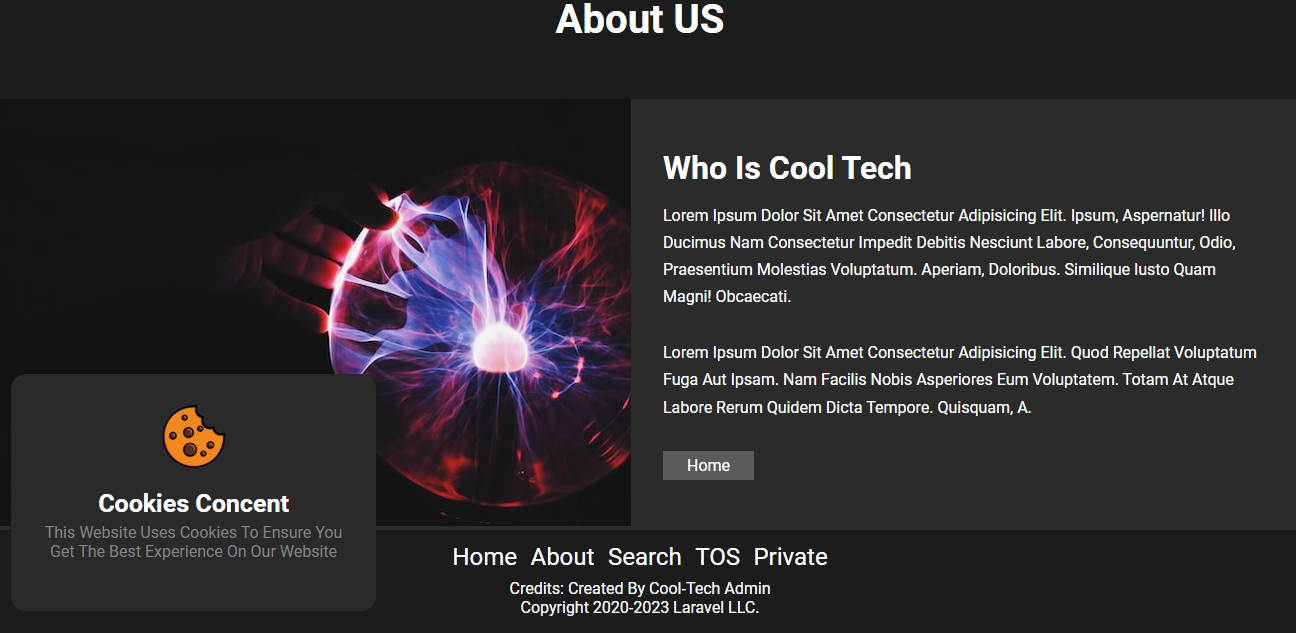 About US
Who Is Cool Tech
Lorem Ipsum Dolor Sit Amet Consectetur Adipisicing Elit. Ipsum, Aspernatur! Illo
Ducimus Nam Consectetur Impedit Debitis Nesciunt Labore, Consequuntur, Odio,
Praesentium Molestias Voluptatum. Aperiam, Doloribus. Similique Iusto Quam
Magni! Obcaecati.
Lorem Ipsum Dolor Sit Amet Consectetur Adipisicing Elit. Quod Repellat Voluptatum
Fuga Aut Ipsam. Nam Facilis Nobis Asperiores Eum Voluptatem. Totam At Atque
Labore Rerum Quidem Dicta Tempore. Quisquam, A.
Home
Cookies Concent
This Website Uses Cookies To Ensure You
Get The Best Experience On Our Website
Home About Search TOS Private
Credits: Created By Cool-Tech Admin
Copyright 2020-2023 Laravel LLC.